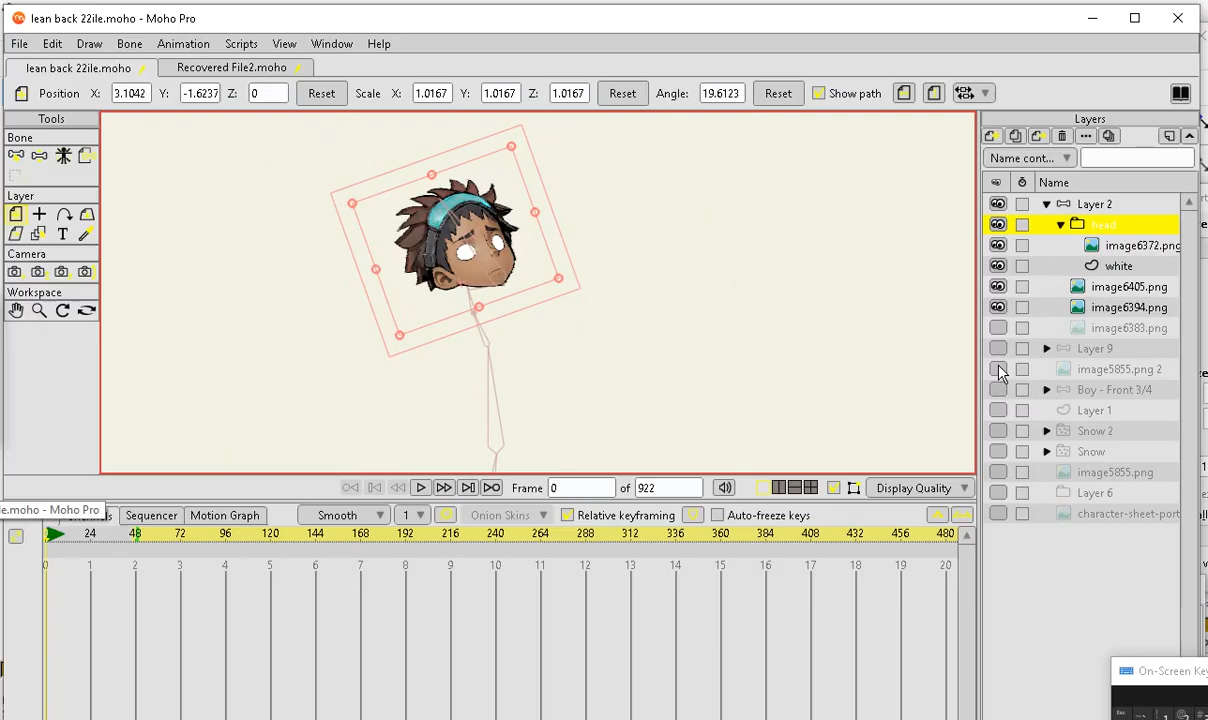 lean back 22ile.moho - Moho Pro
File Edit Draw Bone Animation Scripts View Window Help
lean back 22ile.moho Recovered File2.moho
Position X: 3.1042 Y: -1.6237 Z: 0 Reset Scale X: 1.0167 Y: 1.0167 Z: 1.0167 Reset Angle: 19.6123 Reset Show path
Tools
Bone
Layer
T
Camera
Workspace
Layers
Name cont...
Name
Layer 2
head
image6372.png
white
image6405.png
image6394.png
image6383.png
Layer 9
image5855.png 2
Boy - Front 3/4
Layer 1
Snow 2
Snow
image5855.png
Layer 6
character-sheet-port
Frame 0 of 922 Display Quality
le.moho - Moho Pro
Sequencer Motion Graph Smooth 1 Onion Skins Relative keyframing Auto-freeze keys
24 48 72 96 120 144 168 192 216 240 264 288 312 336 360 384 408 432 456 480
0 1 2 3 4 5 6 7 8 9 10 11 12 13 14 15 16 17 18 19 20
On-Screen Key